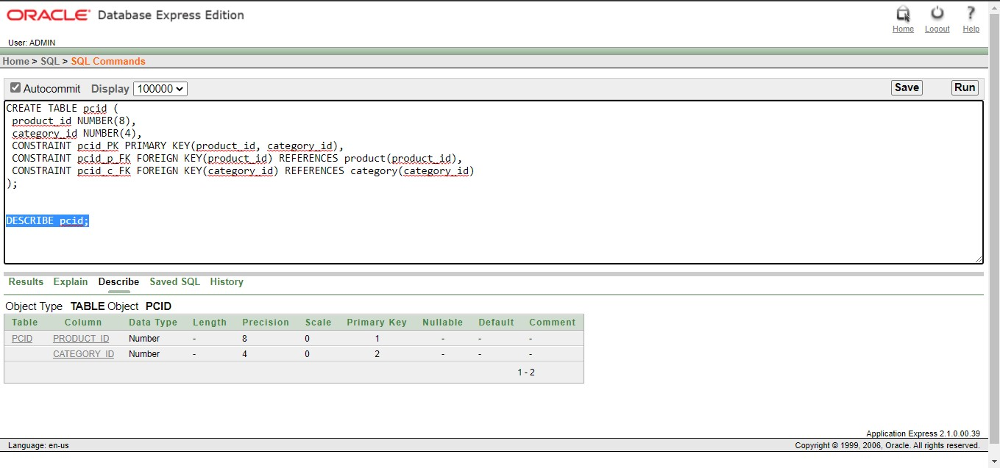 ORACLE® Database Express Edition
Home Logout Help
User: ADMIN
Home > SQL > SQL Commands
Autocommit Display 100000 Save Run
CREATE TABLE pcid (
product_id NUMBER(8),
category_id NUMBER(4),
CONSTRAINT pcid_PK PRIMARY KEY(product_id, category_id),
CONSTRAINT pcid_p_FK FOREIGN KEY(product_id) REFERENCES product(product_id),
CONSTRAINT pcid_c_FK FOREIGN KEY(category_id) REFERENCES category(category_id)
);
DESCRIBE pcid;
Results Explain Describe Saved SQL History
Object Type TABLE Object PCID
Table Column Data Type Length Precision Scale Primary Key Nullable Default Comment
PCID PRODUCT_ID Number - 8 0 1 - - -
CATEGORY_ID Number - 4 0 2 - - -
1 - 2
Application Express 2.1.0.00.39
Language: en-us Copyright © 1999, 2006, Oracle. All rights reserved.